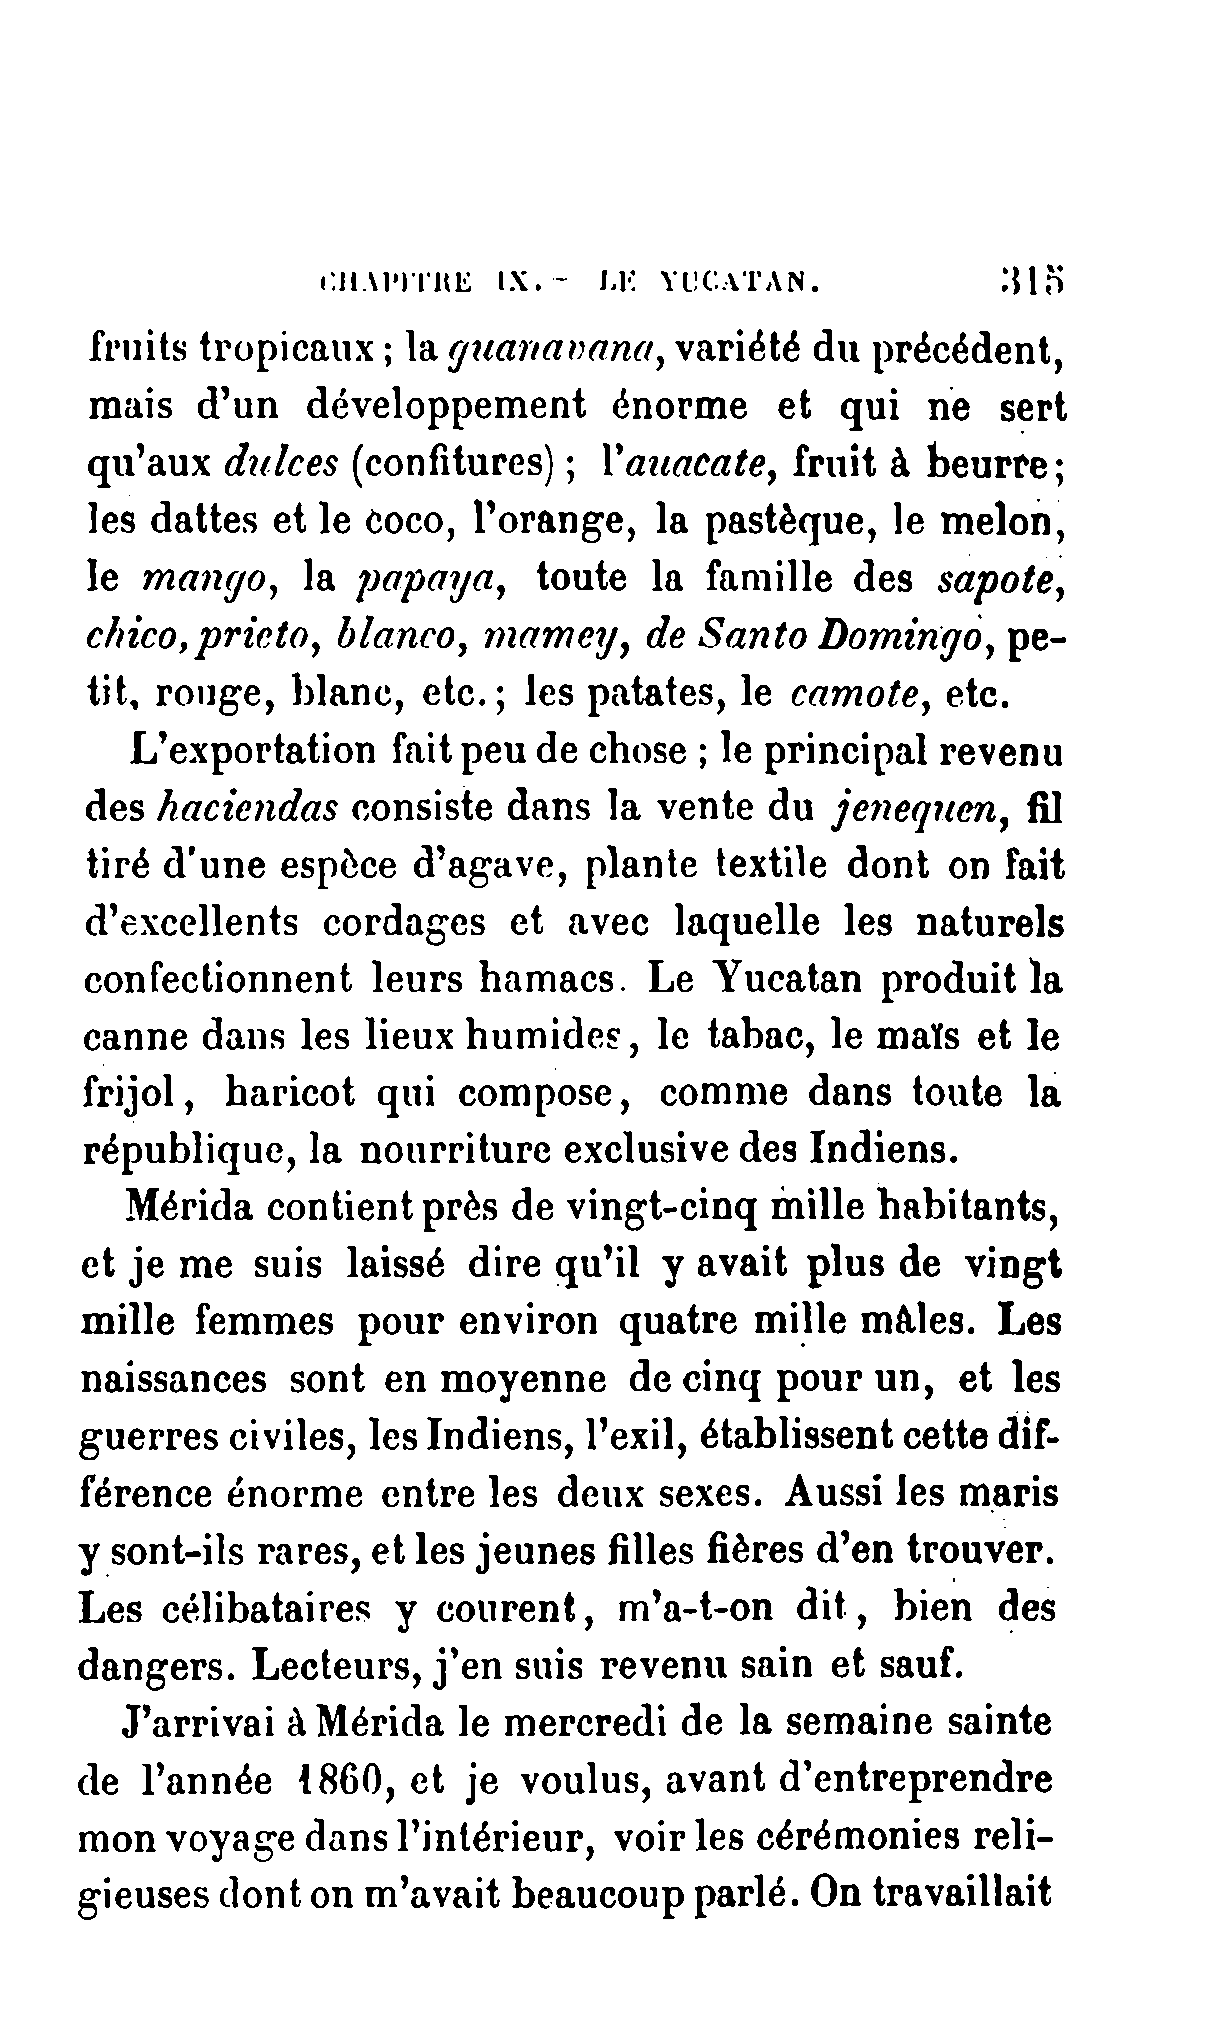 CHAPITRE IX. - LE YUCATAN. 315
fruits tropicaux ; la guanavana, variété du précédent,
mais d'un développement énorme et qui ne sert
qu'aux dulces (confitures) ; l'auacate, fruit à beurre ;
les dattes et le coco, l'orange, la pastèque, le melon,
le mango, la papaya, toute la famille des sapote,
chico, prieto, blanco, mamey, de Santo Domingo, pe-
tit, rouge, blanc, etc. ; les patates, le camote, etc.
L'exportation fait peu de chose ; le principal revenu
des haciendas consiste dans la vente du jenequen, fil
tiré d'une espèce d'agave, plante textile dont on fait
d'excellents cordages et avec laquelle les naturels
confectionnent leurs hamacs. Le Yucatan produit la
canne dans les lieux humides, le tabac, le maïs et le
frijol, haricot qui compose, comme dans toute la
république, la nourriture exclusive des Indiens.
Mérida contient près de vingt-cinq mille habitants,
et je me suis laissé dire qu'il y avait plus de vingt
mille femmes pour environ quatre mille mâles. Les
naissances sont en moyenne de cinq pour un, et les
guerres civiles, les Indiens, l'exil, établissent cette dif-
férence énorme entre les deux sexes. Aussi les maris
y sont-ils rares, et les jeunes filles fières d'en trouver.
Les célibataires y courent, m'a-t-on dit, bien des
dangers. Lecteurs, j'en suis revenu sain et sauf.
J'arrivai à Mérida le mercredi de la semaine sainte
de l'année 1860, et je voulus, avant d'entreprendre
mon voyage dans l'intérieur, voir les cérémonies reli-
gieuses dont on m'avait beaucoup parlé. On travaillait